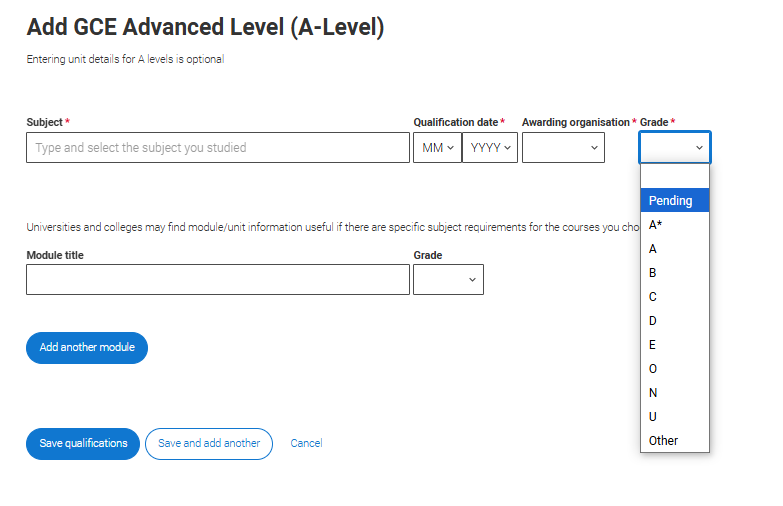 Add GCE Advanced Level (A-Level)
Entering unit details for A levels is optional
Subject * Qualification date * Awarding organisation * Grade *
Type and select the subject you studied MM YYYY
Pending
A*
A
B
C
D
E
O
N
U
Other
Universities and colleges may find module/unit information useful if there are specific subject requirements for the courses you cho
Module title Grade
Add another module
Save qualifications Save and add another Cancel